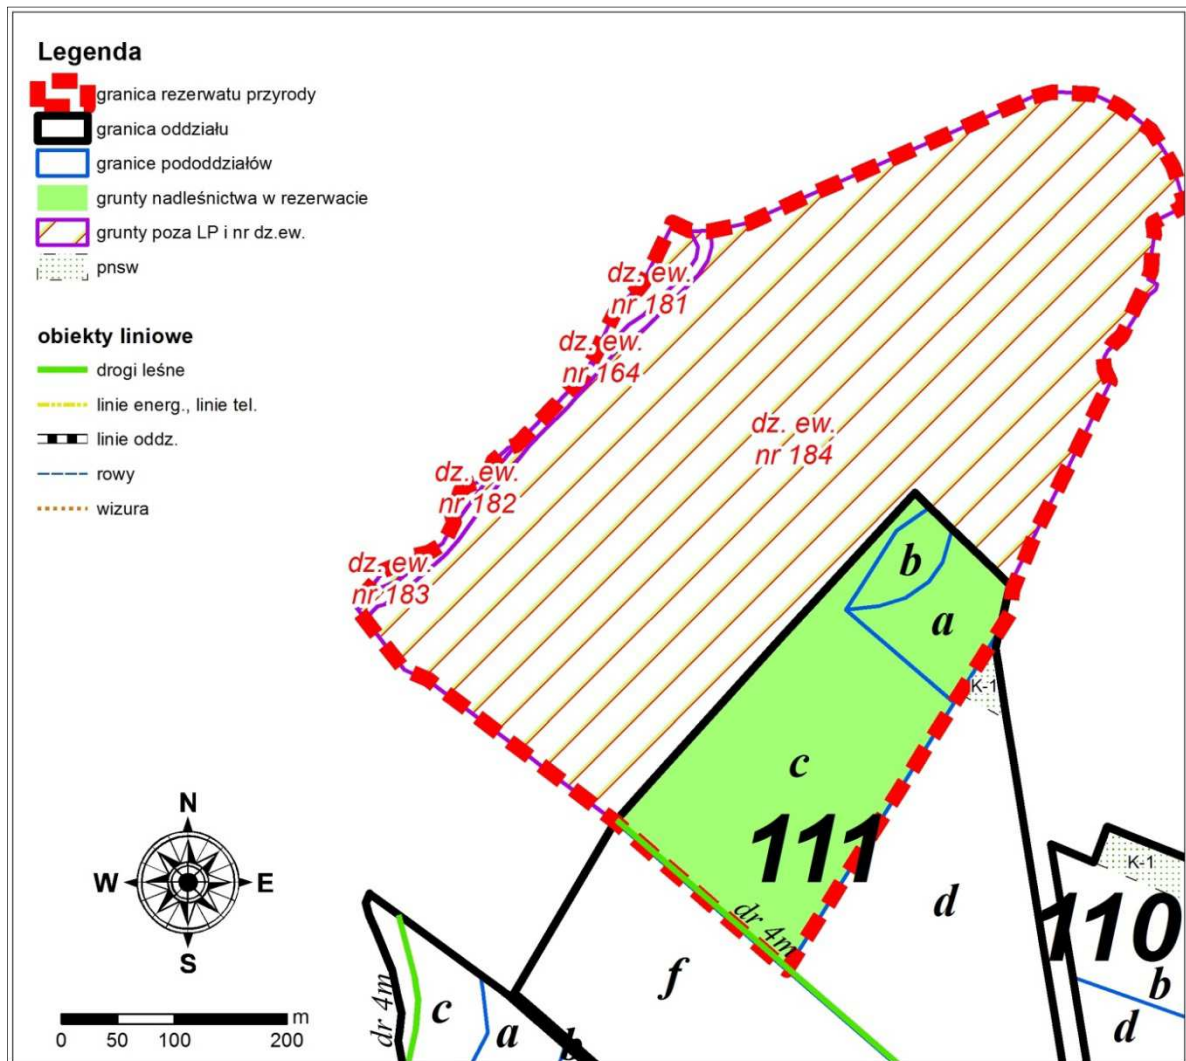 Legenda
granica rezerwatu przyrody
granica oddziału
granice pododdziałów
grunty nadleśnictwa w rezerwacie
grunty poza LP i nr dz.ew.
pnsw
obiekty liniowe
drogi leśne
linie energ., linie tel.
linie oddz.
rowy
wizura
dz. ew.
nr 181
dz. ew.
nr 164
dz. ew.
nr 184
dz. ew.
nr 182
dz. ew.
nr 183
b
a
K-1
c
111
dr 4m
d
f
K-1
110
b
d
dr 4m
c
a
b
N
W E
S
0 50 100 200 m